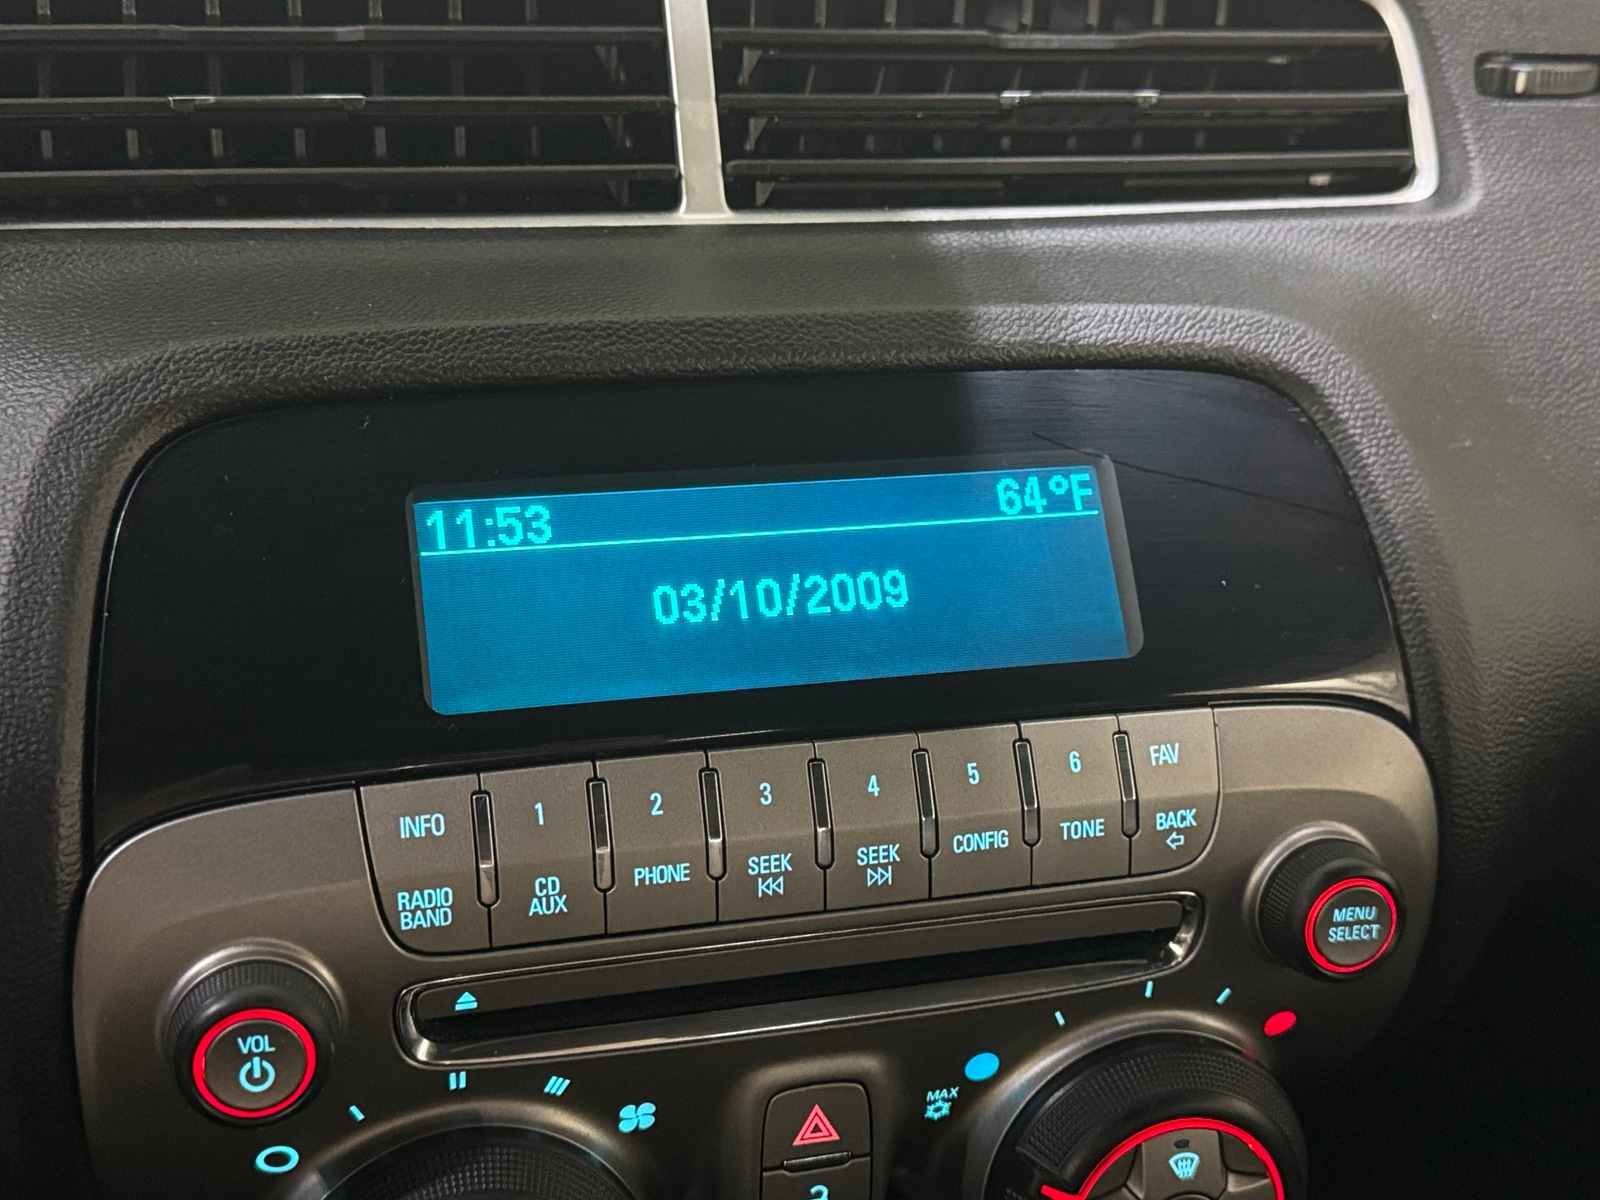 11:53 64°F
03/10/2009
INFO 1 2 3 4 5 6 FAV
RADIO BAND CD AUX PHONE SEEK SEEK CONFIG TONE BACK
MENU SELECT
VOL
MAX